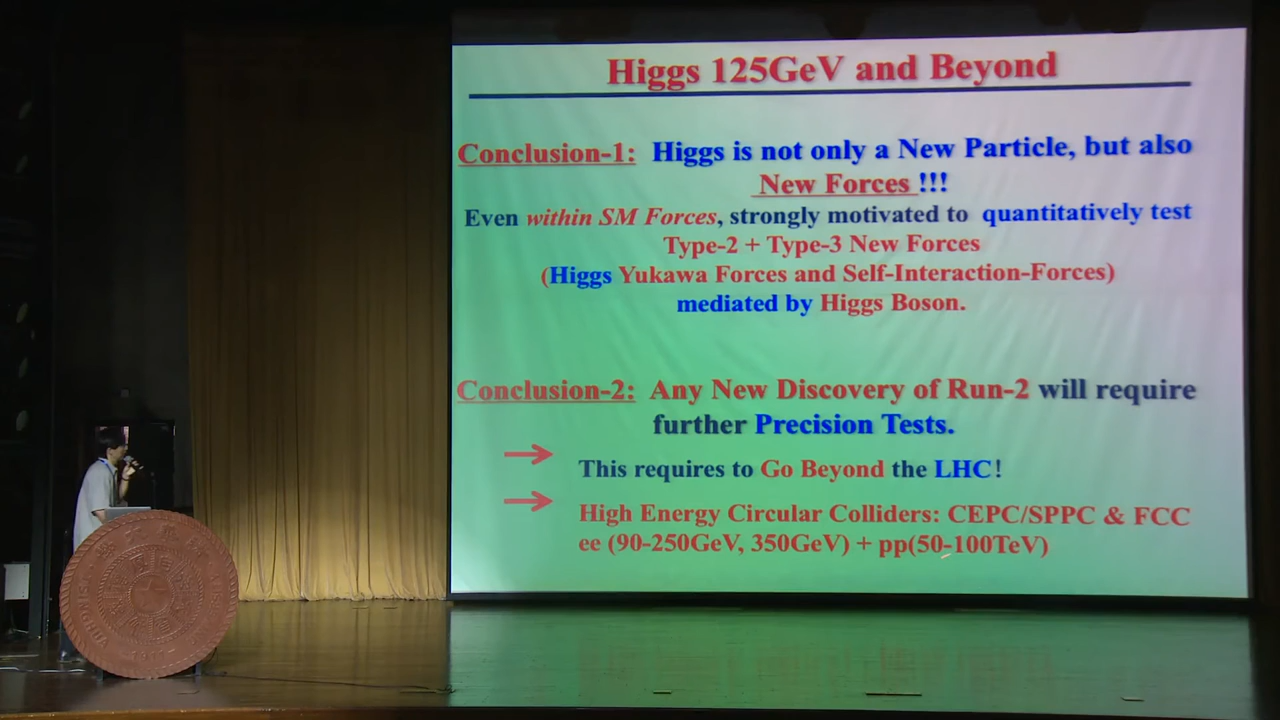 Higgs 125GeV and Beyond
Conclusion-1: Higgs is not only a New Particle, but also
New Forces !!!
Even within SM Forces, strongly motivated to quantitatively test
Type-2 + Type-3 New Forces
(Higgs Yukawa Forces and Self-Interaction-Forces)
mediated by Higgs Boson.
Conclusion-2: Any New Discovery of Run-2 will require
further Precision Tests.
→ This requires to Go Beyond the LHC!
→ High Energy Circular Colliders: CEPC/SPPC & FCC
ee (90-250GeV, 350GeV) + pp(50-100TeV)
-1911-